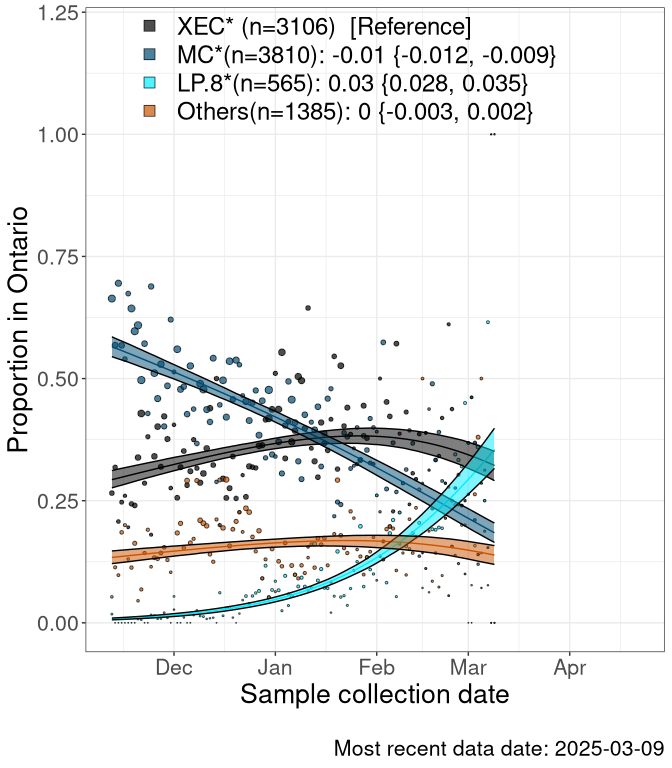 XEC* (n=3106)  [Reference]
MC*(n=3810): -0.01 {-0.012, -0.009}
LP.8*(n=565): 0.03 {0.028, 0.035}
Others(n=1385): 0 {-0.003, 0.002}
Proportion in Ontario
1.25
1.00
0.75
0.50
0.25
0.00
Dec Jan Feb Mar Apr
Sample collection date
Most recent data date: 2025-03-09